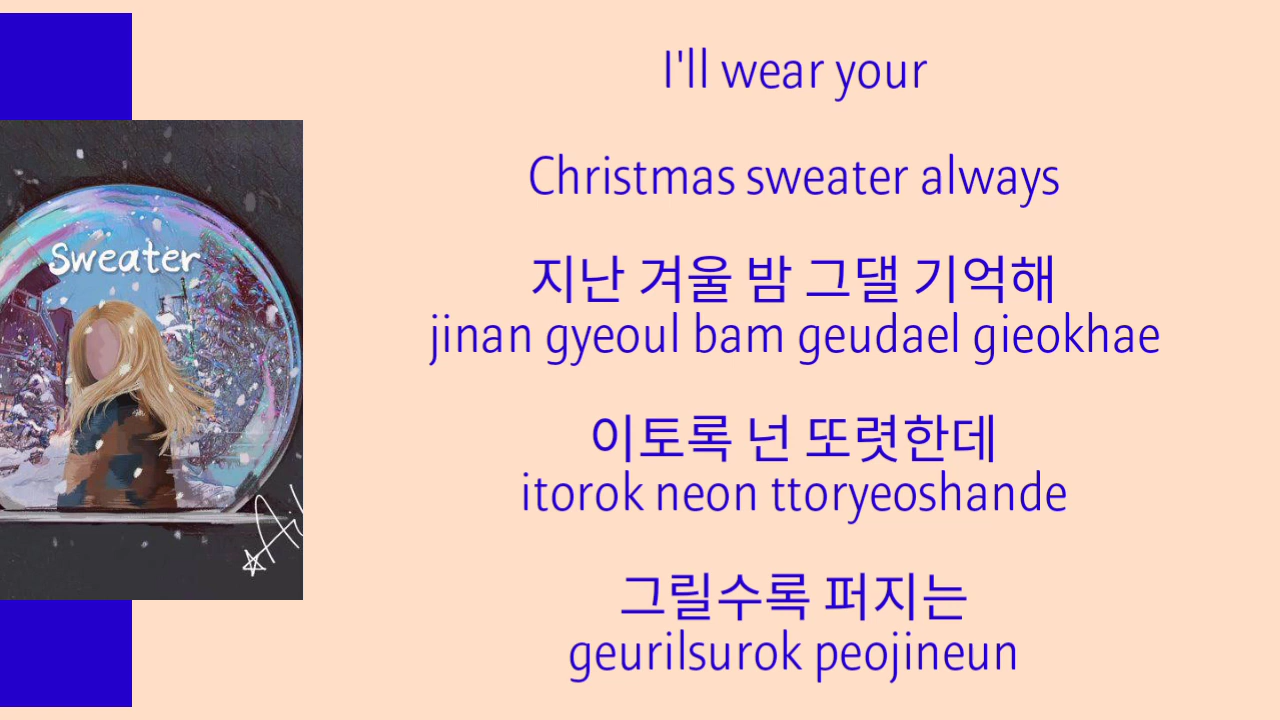 I'll wear your
Christmas sweater always
지난 겨울 밤 그댈 기억해
jinan gyeoul bam geudael gieokhae
이토록 넌 또렷한데
itorok neon ttoryeoshande
그릴수록 퍼지는
geurilsurok peojineun
Sweater